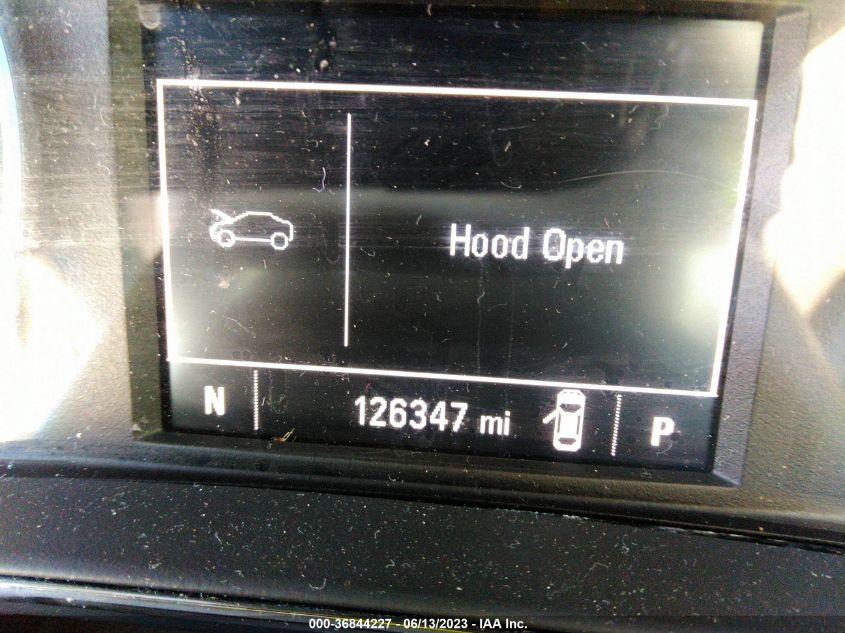 Hood Open
N 126347 mi P
000-36844227 - 06/13/2023 - IAA Inc.